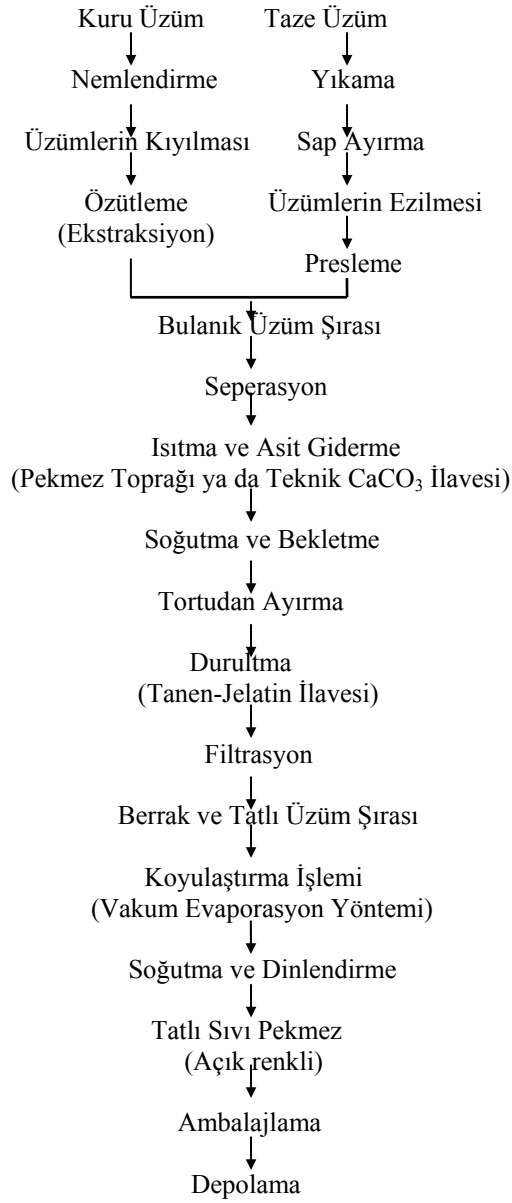 Kuru Üzüm Taze Üzüm
Nemlendirme Yıkama
Üzümlerin Kıyılması Sap Ayırma
Özütleme Üzümlerin Ezilmesi
(Ekstraksiyon)
Presleme
Bulanık Üzüm Şırası
Seperasyon
Isıtma ve Asit Giderme
(Pekmez Toprağı ya da Teknik CaCO₃ İlavesi)
Soğutma ve Bekletme
Tortudan Ayırma
Durultma
(Tanen-Jelatin İlavesi)
Filtrasyon
Berrak ve Tatlı Üzüm Şırası
Koyulaştırma İşlemi
(Vakum Evaporasyon Yöntemi)
Soğutma ve Dinlendirme
Tatlı Sıvı Pekmez
(Açık renkli)
Ambalajlama
Depolama